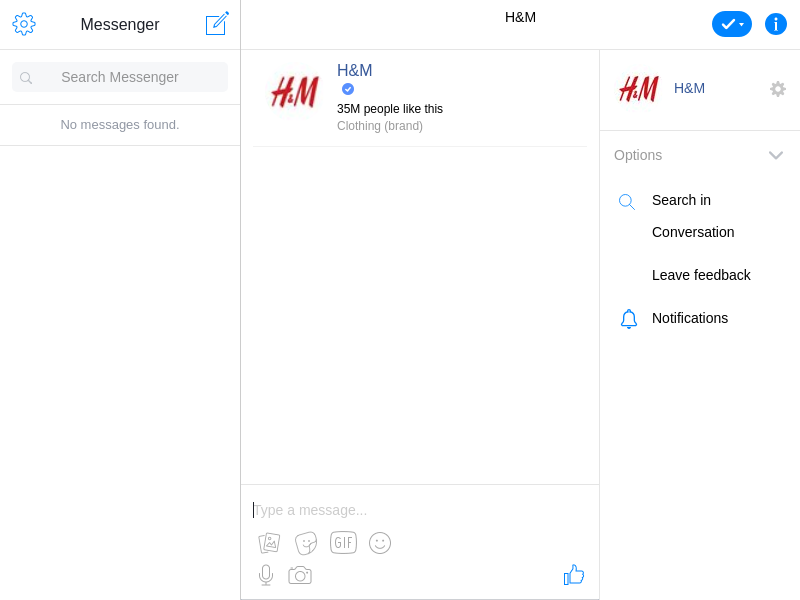 Messenger
H&M
Search Messenger
No messages found.
H&M
H&M
35M people like this
Clothing (brand)
Type a message...
GIF
H&M
H&M
Options
Search in
Conversation
Leave feedback
Notifications